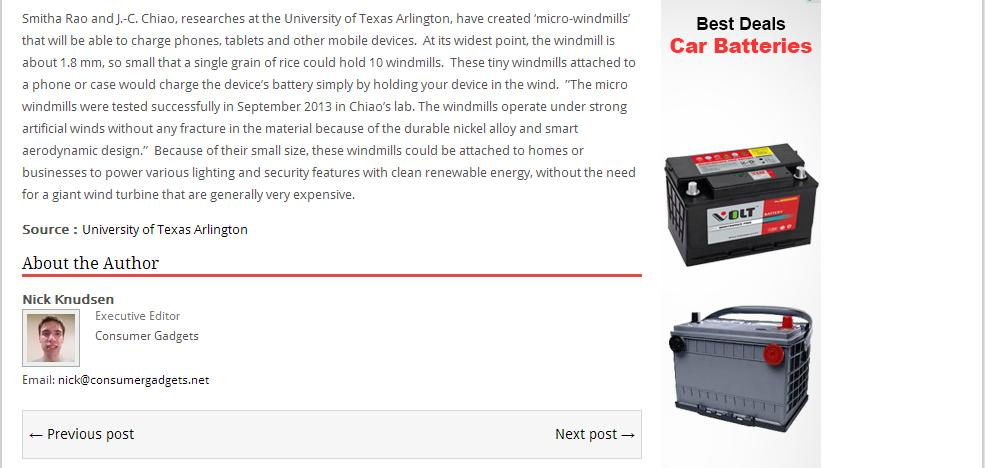 Smitha Rao and J.-C. Chiao, researches at the University of Texas Arlington, have created ‘micro-windmills’
that will be able to charge phones, tablets and other mobile devices.  At its widest point, the windmill is
about 1.8 mm, so small that a single grain of rice could hold 10 windmills.  These tiny windmills attached to
a phone or case would charge the device’s battery simply by holding your device in the wind.  ”The micro
windmills were tested successfully in September 2013 in Chiao’s lab. The windmills operate under strong
artificial winds without any fracture in the material because of the durable nickel alloy and smart
aerodynamic design.”  Because of their small size, these windmills could be attached to homes or
businesses to power various lighting and security features with clean renewable energy, without the need
for a giant wind turbine that are generally very expensive.
Source : University of Texas Arlington
About the Author
Nick Knudsen
Executive Editor
Consumer Gadgets
Email: nick@consumergadgets.net
← Previous post
Next post →
Best Deals
Car Batteries
VOLT
BATTERY